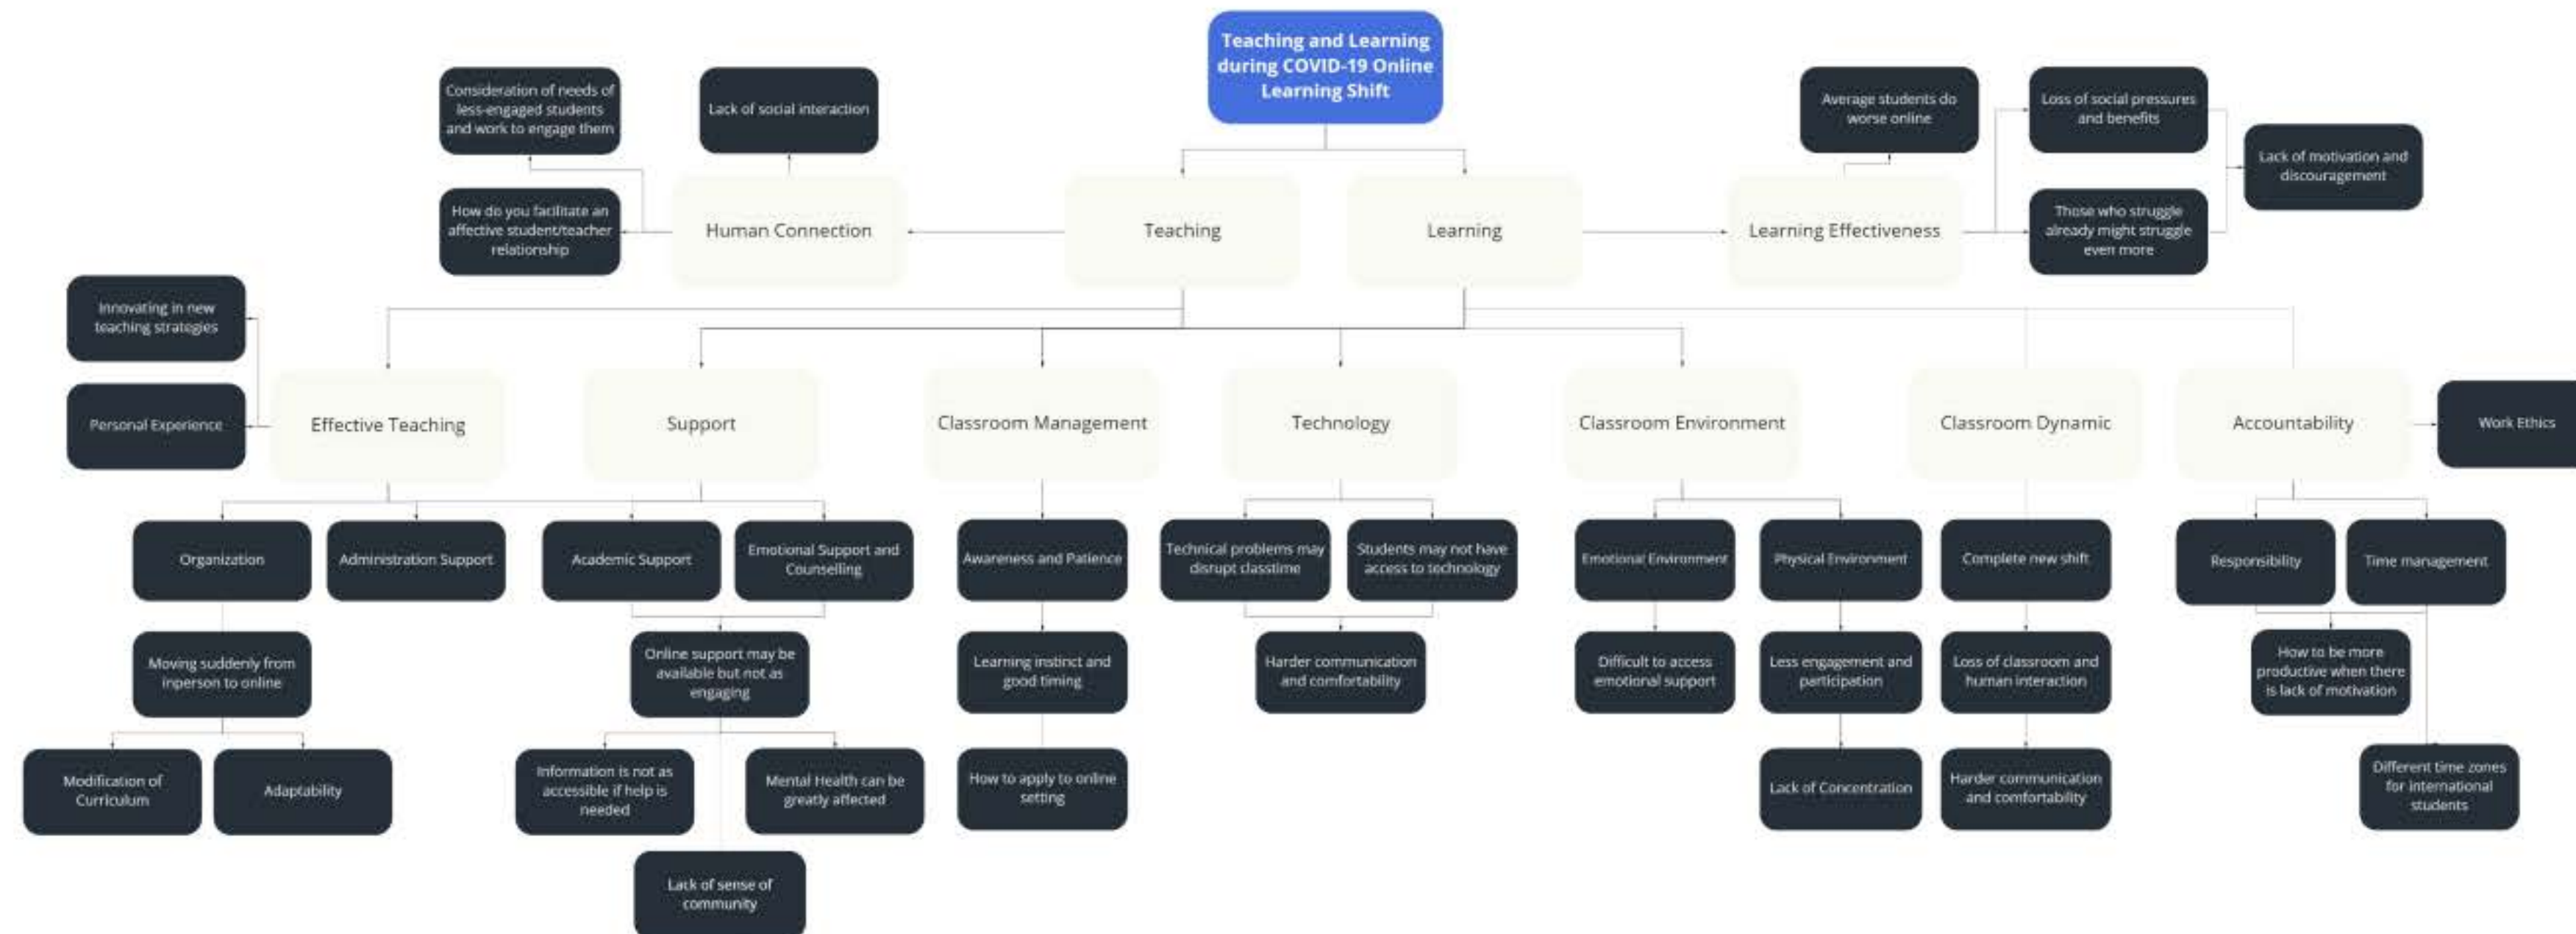 Teaching and Learning
during COVID-19 Online
Learning Shift
Consideration of needs of
less-engaged students
and work to engage them
Lack of social interaction
Average students do
worse online
Loss of social pressures
and benefits
Lack of motivation and
discouragement
How do you facilitate an
affective student/teacher
relationship
Human Connection
Teaching
Learning
Learning Effectiveness
Those who struggle
already might struggle
even more
Innovating in new
teaching strategies
Personal Experience
Effective Teaching
Support
Classroom Management
Technology
Classroom Environment
Classroom Dynamic
Accountability
Work Ethics
Organization
Administration Support
Academic Support
Emotional Support and
Counselling
Awareness and Patience
Technical problems may
disrupt classtime
Students may not have
access to technology
Emotional Environment
Physical Environment
Complete new shift
Responsibility
Time management
Moving suddenly from
inperson to online
Online support may be
available but not as
engaging
Learning instinct and
good timing
Harder communication
and comfortability
Difficult to access
emotional support
Less engagement and
participation
Loss of classroom and
human interaction
How to be more
productive when there
is lack of motivation
Modification of
Curriculum
Adaptability
Information is not as
accessible if help is
needed
Mental Health can be
greatly affected
How to apply to online
setting
Lack of Concentration
Harder communication
and comfortability
Different time zones
for international
students
Lack of sense of
community